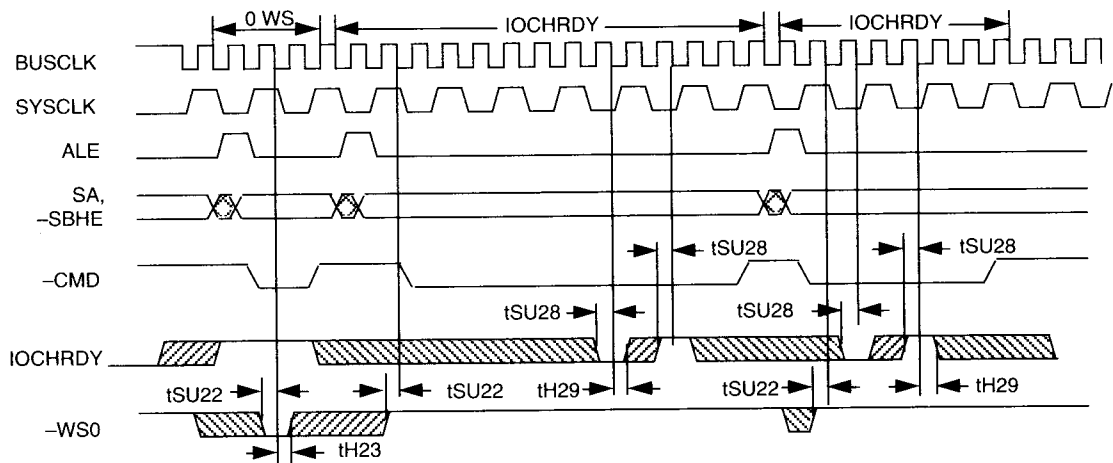 0 WS
IOCHRDY
IOCHRDY
BUSCLK
SYSCLK
ALE
SA,
–SBHE
tSU28
tSU28
–CMD
tSU28
tSU28
IOCHRDY
tSU22
tSU22
tH29
tSU22
tH29
–WS0
tH23